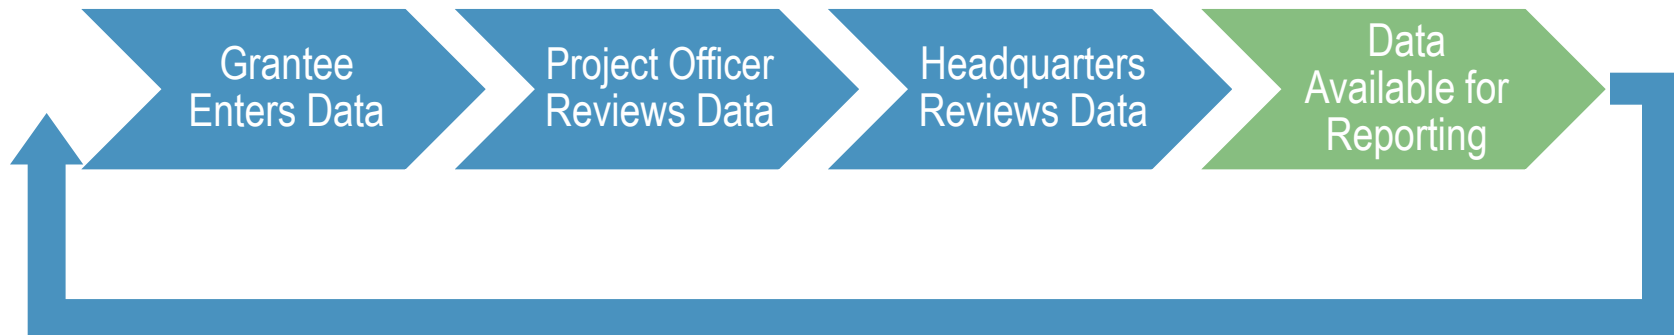 Grantee
Enters Data
Project Officer
Reviews Data
Headquarters
Reviews Data
Data
Available for
Reporting